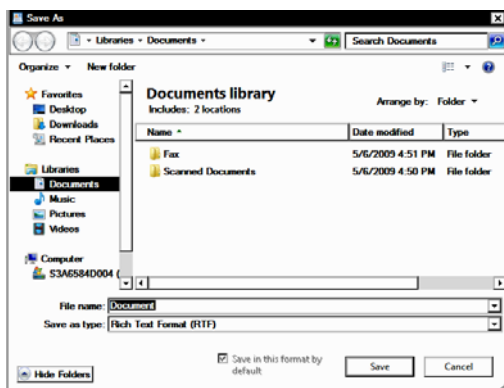 Save As
Libraries Documents
Search Documents
Organize New folder
Favorites
Desktop
Downloads
Recent Places
Libraries
Documents
Music
Pictures
Videos
Computer
S3A6584D004 (
Documents library
Includes: 2 locations
Arrange by: Folder
Name Date modified Type
Fax 5/6/2009 4:51 PM File folder
Scanned Documents 5/6/2009 4:50 PM File folder
File name: Document
Save as type: Rich Text Format (RTF)
Hide Folders
Save in this format by
default
Save Cancel